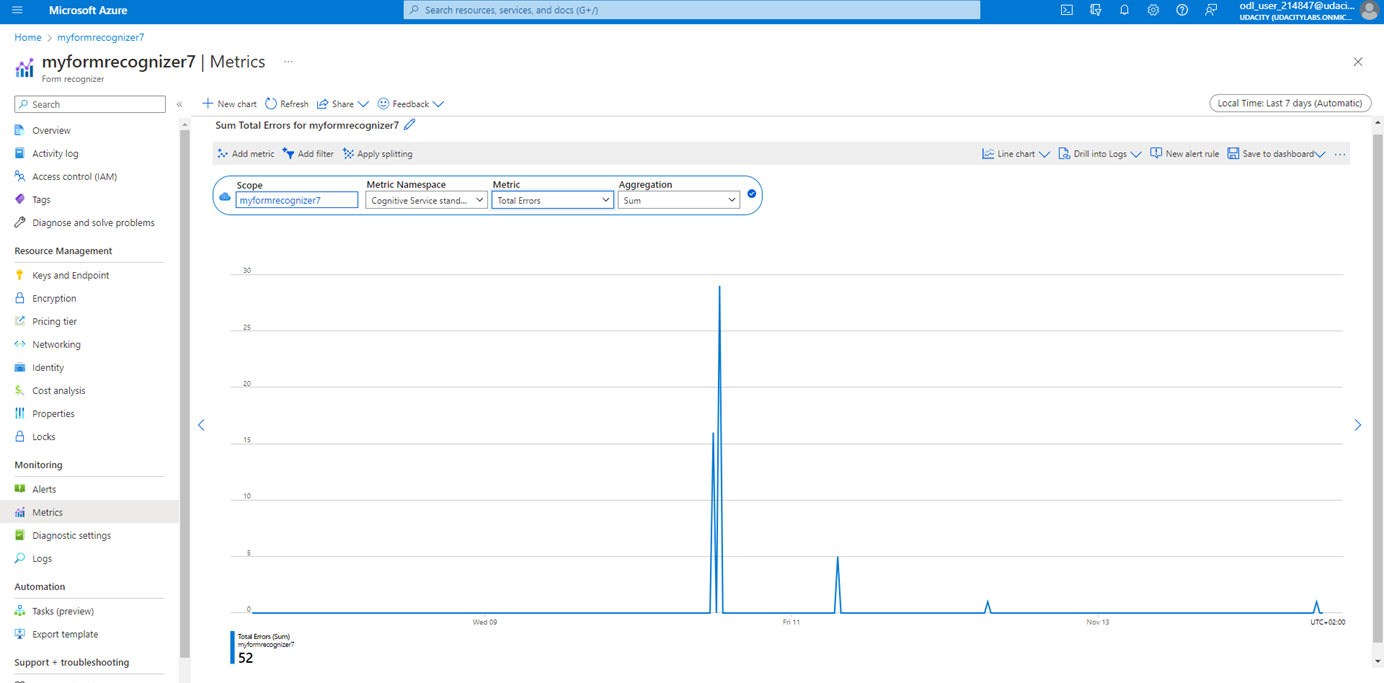 Microsoft Azure
Search resources, services, and docs (G+/)
odl_user_214847@udaci...
UDACITY (UDACITYLABS.ONMIC...
Home > myformrecognizer7
myformrecognizer7 | Metrics ...
Form recognizer
Search
«
New chart Refresh Share Feedback
Local Time: Last 7 days (Automatic)
Overview
Activity log
Access control (IAM)
Tags
Diagnose and solve problems
Resource Management
Keys and Endpoint
Encryption
Pricing tier
Networking
Identity
Cost analysis
Properties
Locks
Monitoring
Alerts
Metrics
Diagnostic settings
Logs
Automation
Tasks (preview)
Export template
Support + troubleshooting
Sum Total Errors for myformrecognizer7
Add metric Add filter Apply splitting
Line chart Drill into Logs New alert rule Save to dashboard ...
Scope Metric Namespace Metric Aggregation
myformrecognizer7 Cognitive Service stand... Total Errors Sum
30
25
20
15
10
5
0
Wed 09 Fri 11 Nov 13 UTC+02:00
Total Errors (Sum)
myformrecognizer7
52